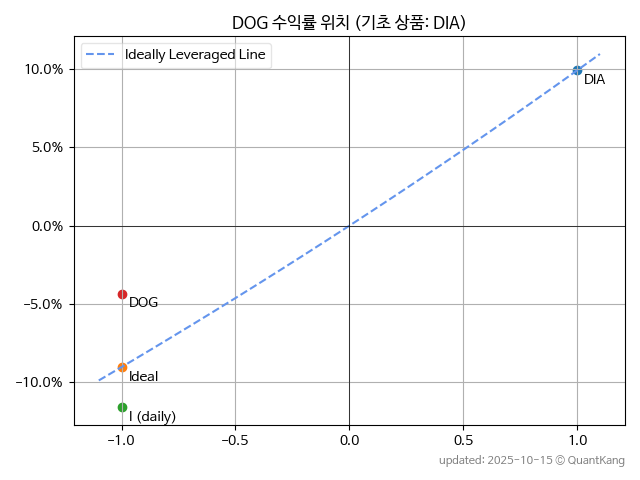 DOG 수익률 위치 (기초 상품: DIA)
Ideally Leveraged Line
10.0%
DIA
5.0%
0.0%
−5.0%
DOG
−10.0%
Ideal
I (daily)
−1.0
−0.5
0.0
0.5
1.0
updated: 2025-10-15 © QuantKang